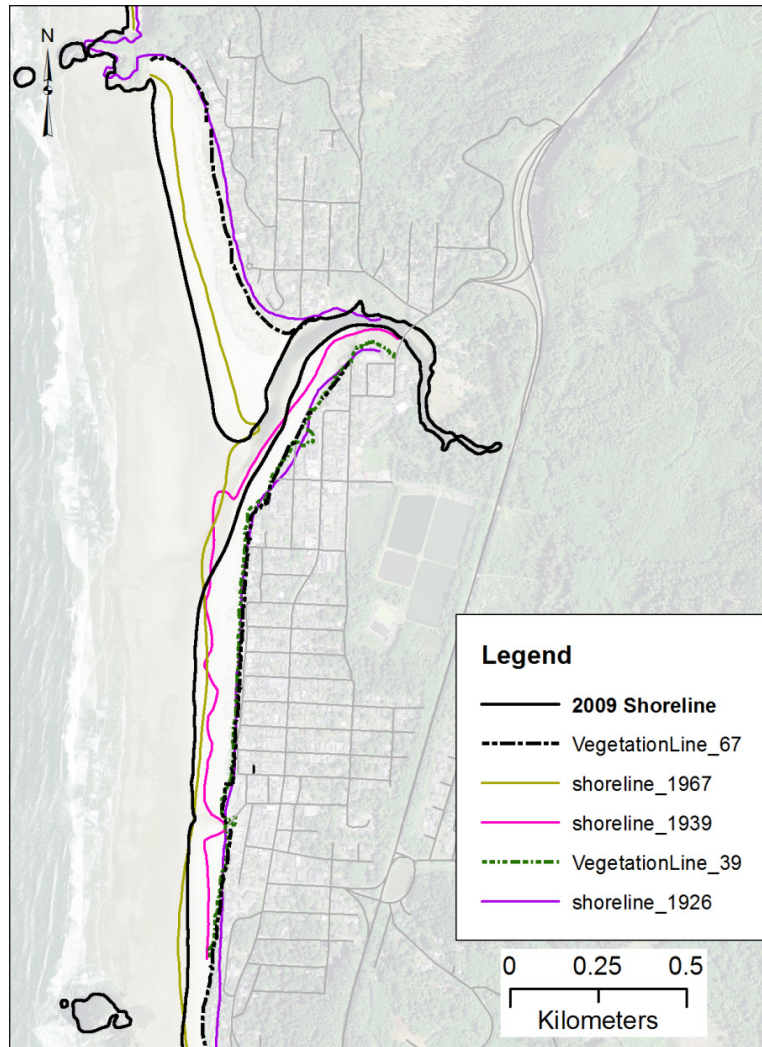 N
Legend
2009 Shoreline
VegetationLine_67
shoreline_1967
shoreline_1939
VegetationLine_39
shoreline_1926
0 0.25 0.5
Kilometers